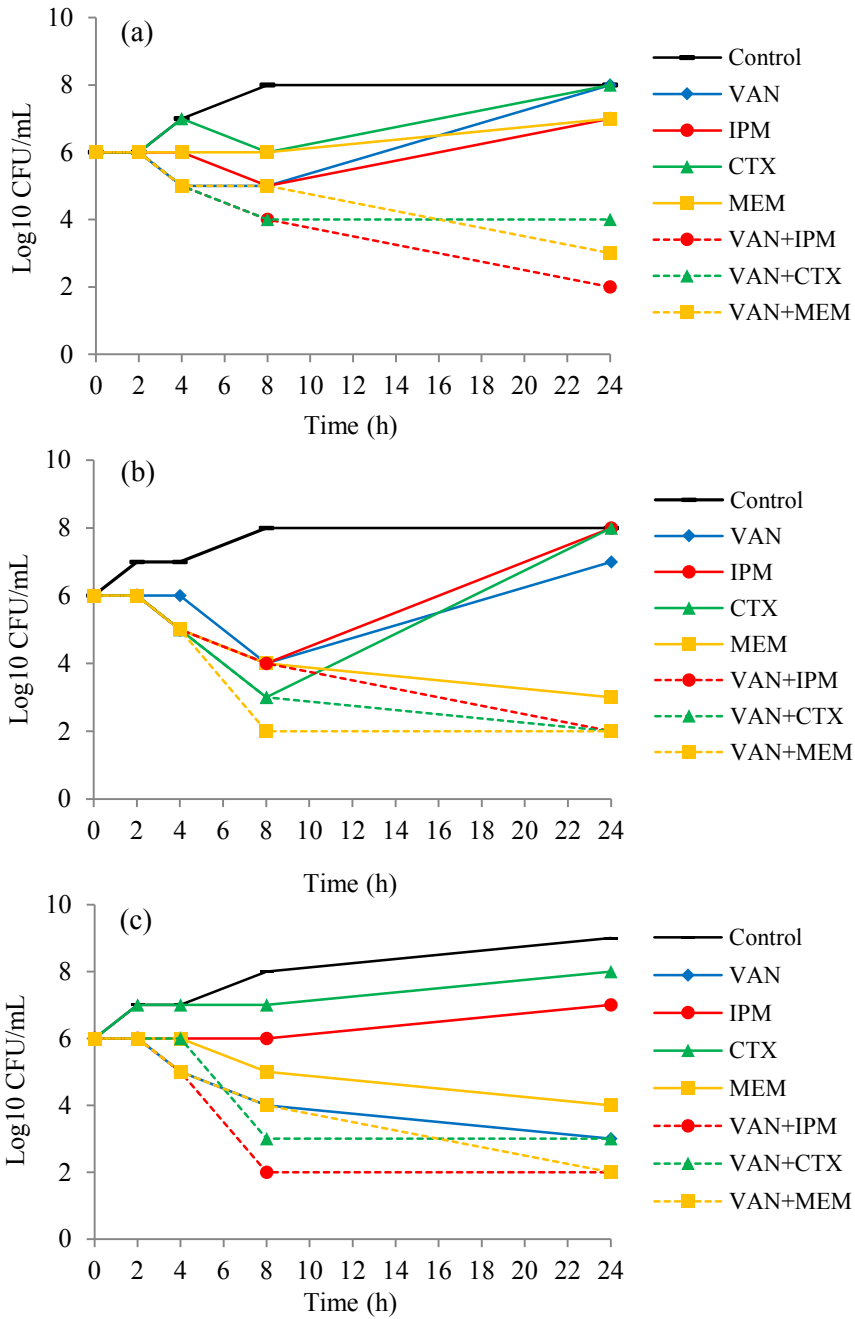 (a)
10
8
6
4
2
0
Log10 CFU/mL
0 2 4 6 8 10 12 14 16 18 20 22 24
Time (h)
Control
VAN
IPM
CTX
MEM
VAN+IPM
VAN+CTX
VAN+MEM
(b)
10
8
6
4
2
0
Log10 CFU/mL
0 2 4 6 8 10 12 14 16 18 20 22 24
Time (h)
Control
VAN
IPM
CTX
MEM
VAN+IPM
VAN+CTX
VAN+MEM
(c)
10
8
6
4
2
0
Log10 CFU/mL
0 2 4 6 8 10 12 14 16 18 20 22 24
Time (h)
Control
VAN
IPM
CTX
MEM
VAN+IPM
VAN+CTX
VAN+MEM